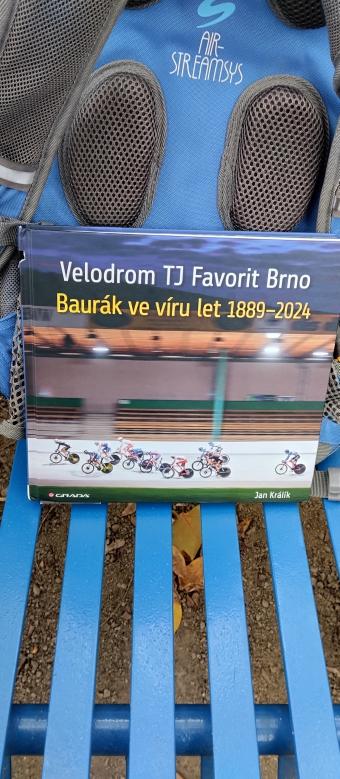 AIR-
STREAMSYS
Velodrom TJ Favorit Brno
Baurák ve víru let 1889–2024
GRADA
Jan Králík